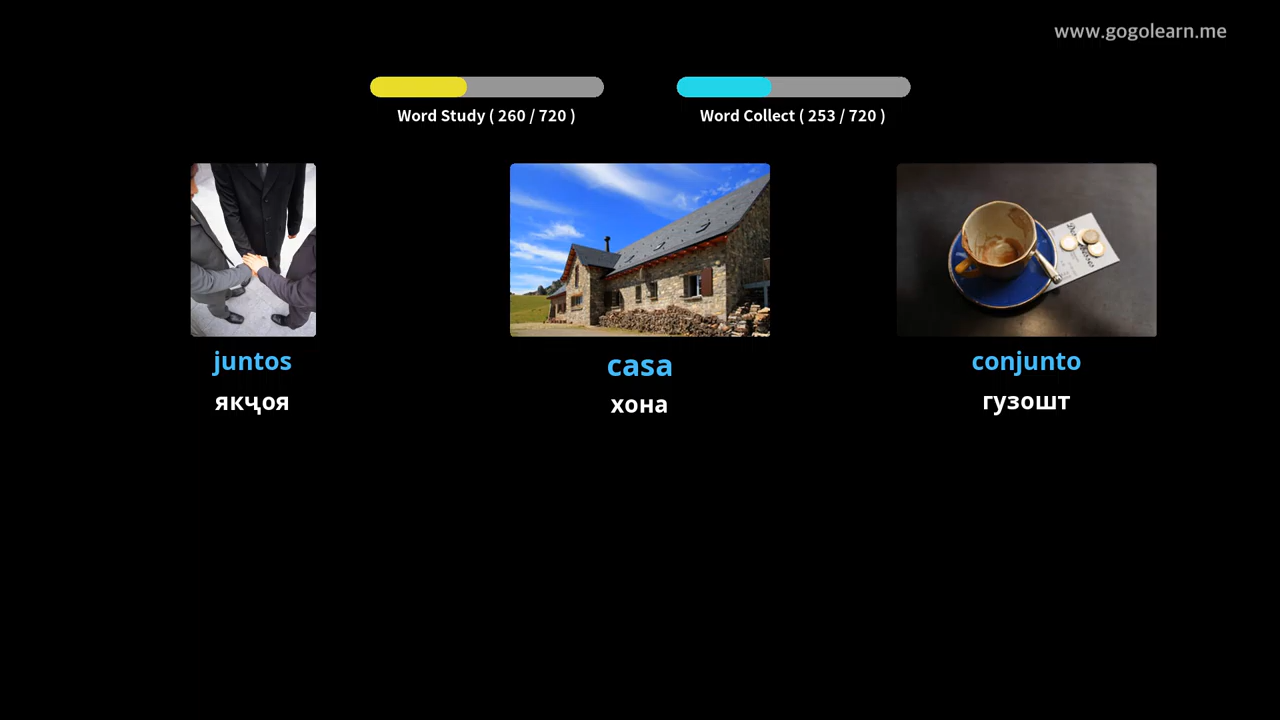 www.gogolearn.me
Word Study ( 260 / 720 )
Word Collect ( 253 / 720 )
juntos
casa
conjunto
якҷоя
хона
гузошт